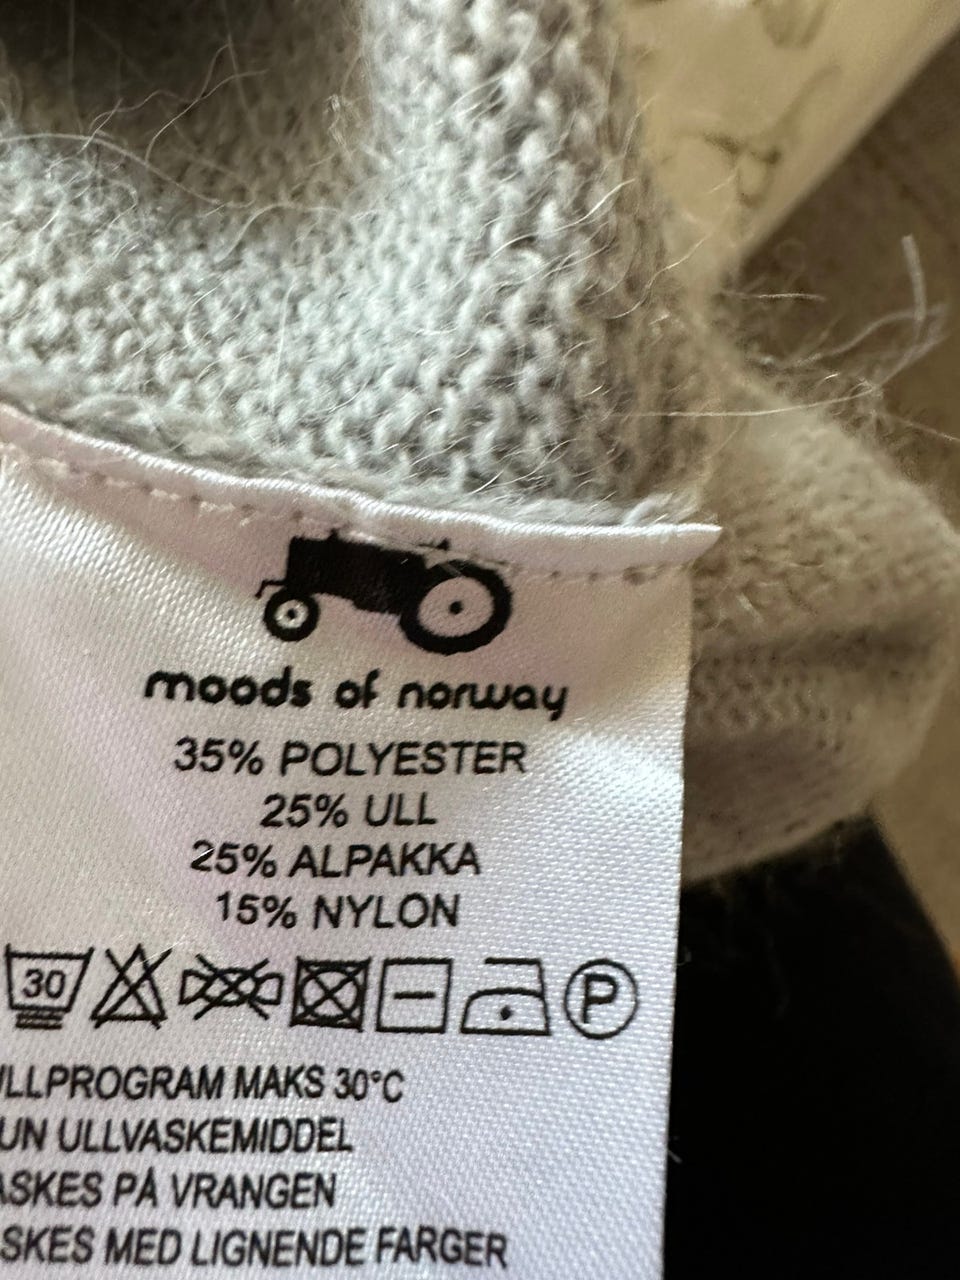 moods of norway
35% POLYESTER
25% ULL
25% ALPAKKA
15% NYLON
30 P
MAKS 30°C
ULLVASKEMIDDEL
PÅ VRANGEN
MED LIGNENDE FARGER